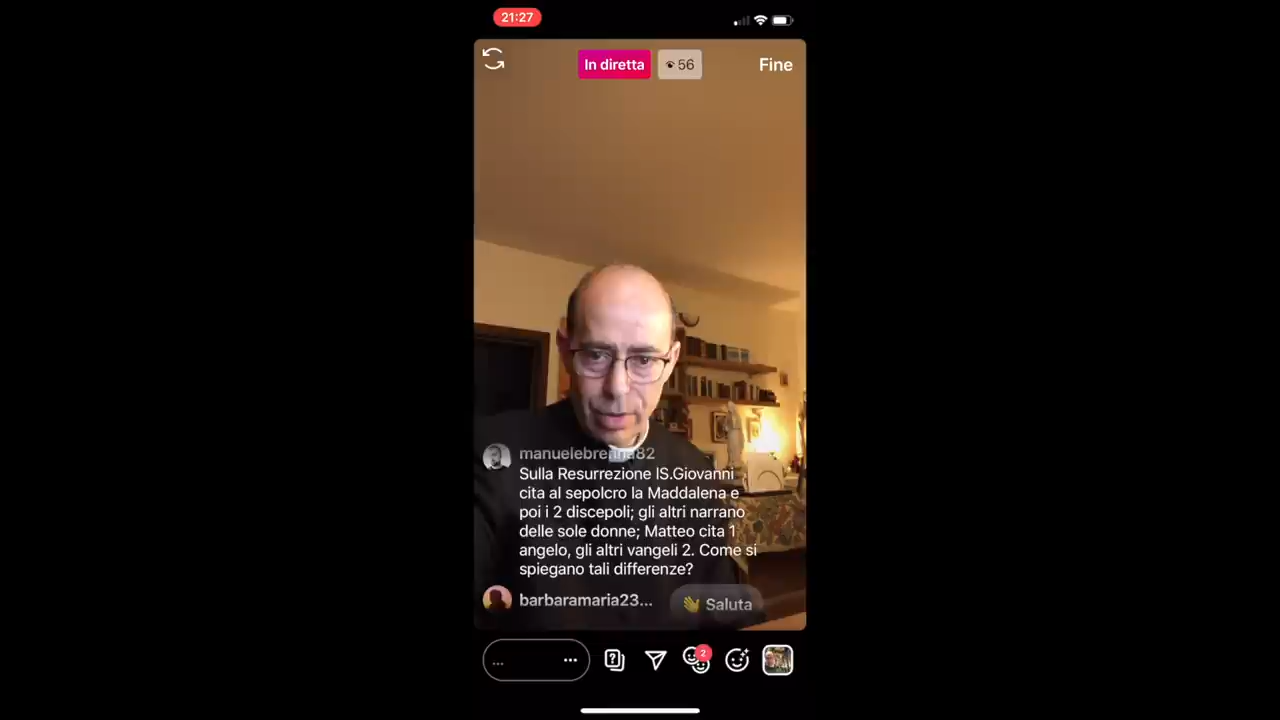 21:27
In diretta
56
Fine
manuelebrenna82
Sulla Resurrezione lS.Giovanni
cita al sepolcro la Maddalena e
poi i 2 discepoli; gli altri narrano
delle sole donne; Matteo cita 1
angelo, gli altri vangeli 2. Come si
spiegano tali differenze?
barbaramaria23...
Saluta
...
2